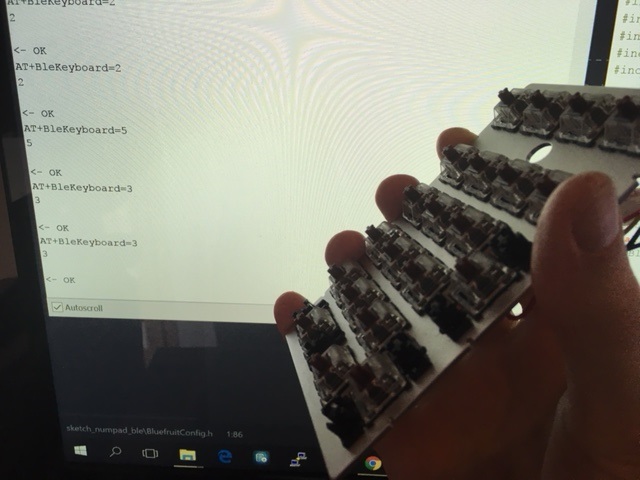 AT+BleKeyboard=2
2
<- OK
AT+BleKeyboard=2
2
<- OK
AT+BleKeyboard=5
5
<- OK
AT+BleKeyboard=3
3
<- OK
AT+BleKeyboard=3
3
<- OK
Autoscroll
#in
#in
#inc
#inc
sketch_numpad_ble\BluefruitConfig.h 1:86